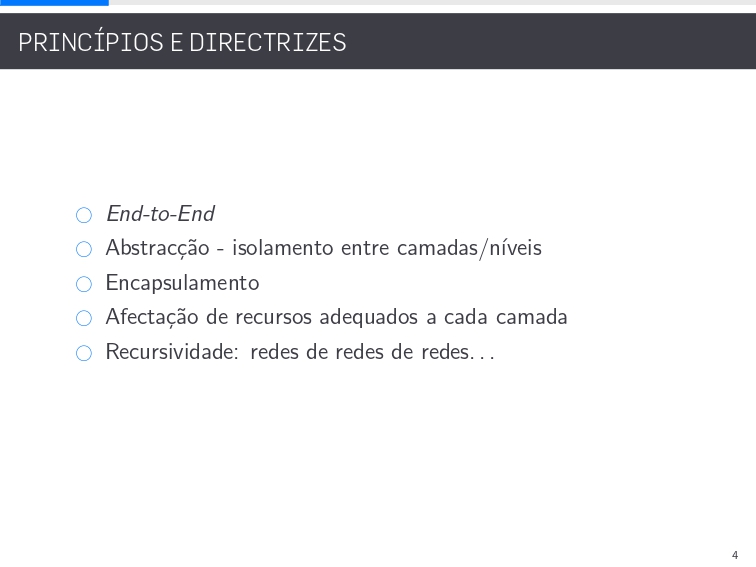 PRINCÍPIOS E DIRECTRIZES
End-to-End
Abstracção - isolamento entre camadas/níveis
Encapsulamento
Afectação de recursos adequados a cada camada
Recursividade: redes de redes de redes. . .
4